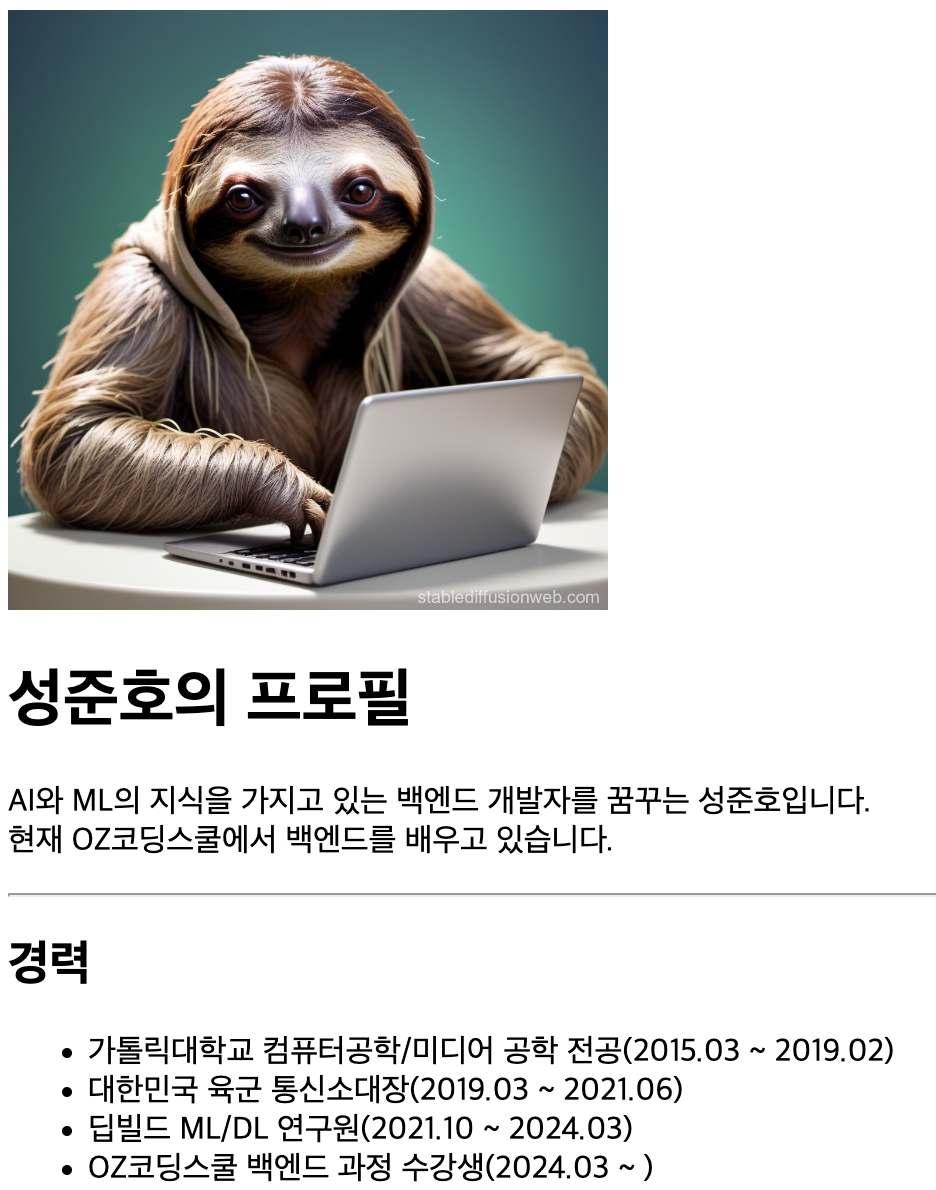 stablediffusionweb.com
성준호의 프로필
AI와 ML의 지식을 가지고 있는 백엔드 개발자를 꿈꾸는 성준호입니다.
현재 OZ코딩스쿨에서 백엔드를 배우고 있습니다.
경력
• 가톨릭대학교 컴퓨터공학/미디어 공학 전공(2015.03 ~ 2019.02)
• 대한민국 육군 통신소대장(2019.03 ~ 2021.06)
• 딥빌드 ML/DL 연구원(2021.10 ~ 2024.03)
• OZ코딩스쿨 백엔드 과정 수강생(2024.03 ~ )